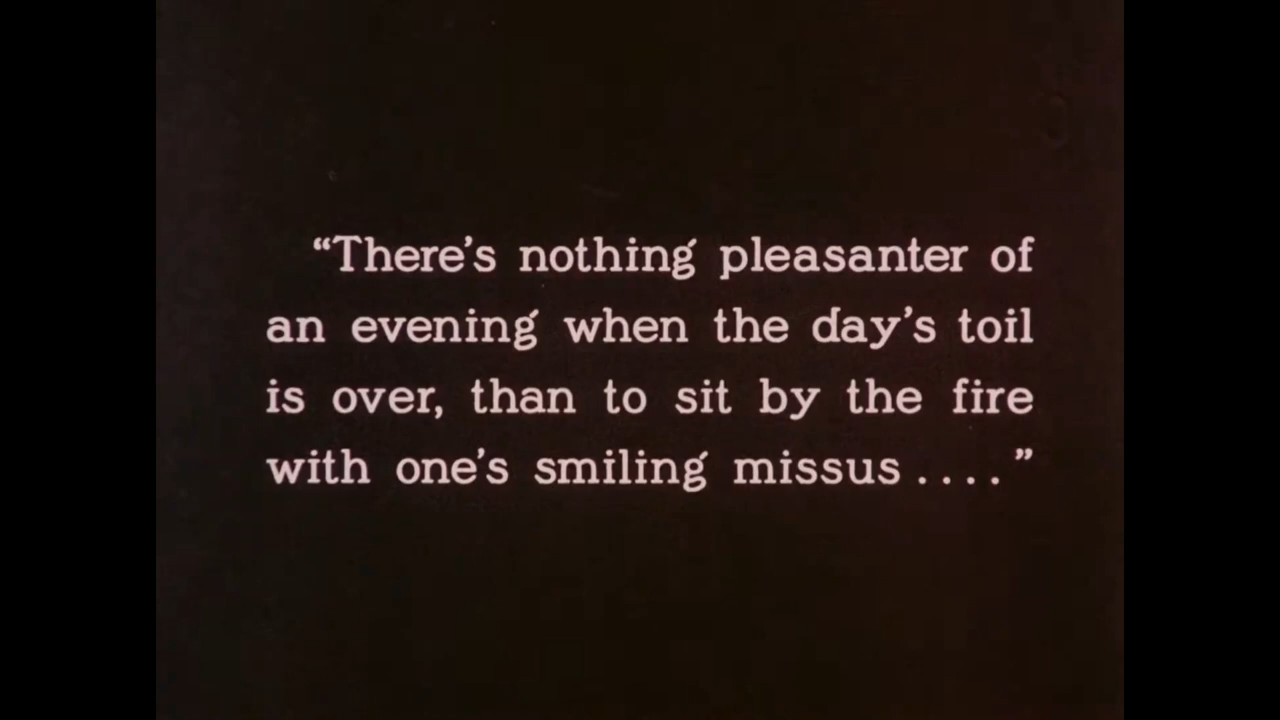 “There’s nothing pleasanter of
an evening when the day’s toil
is over, than to sit by the fire
with one’s smiling missus . . . . ”